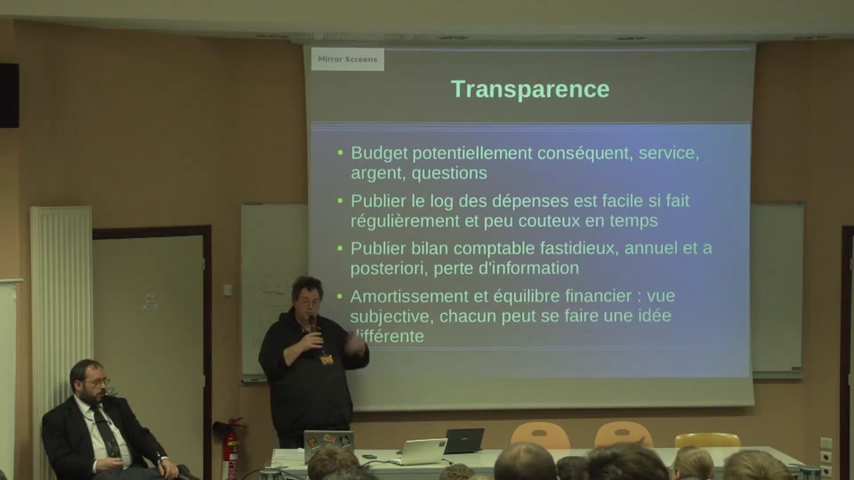 Mirror Screens
Transparence
• Budget potentiellement conséquent, service,
argent, questions
• Publier le log des dépenses est facile si fait
régulièrement et peu couteux en temps
• Publier bilan comptable fastidieux, annuel et a
posteriori, perte d'information
• Amortissement et équilibre financier : vue
subjective, chacun peut se faire une idée
différente